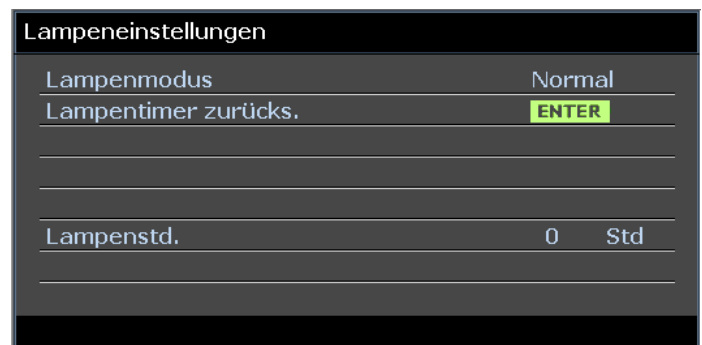 Lampeneinstellungen
Lampenmodus Normal
Lampentimer zurücks. ENTER
Lampenstd. 0 Std